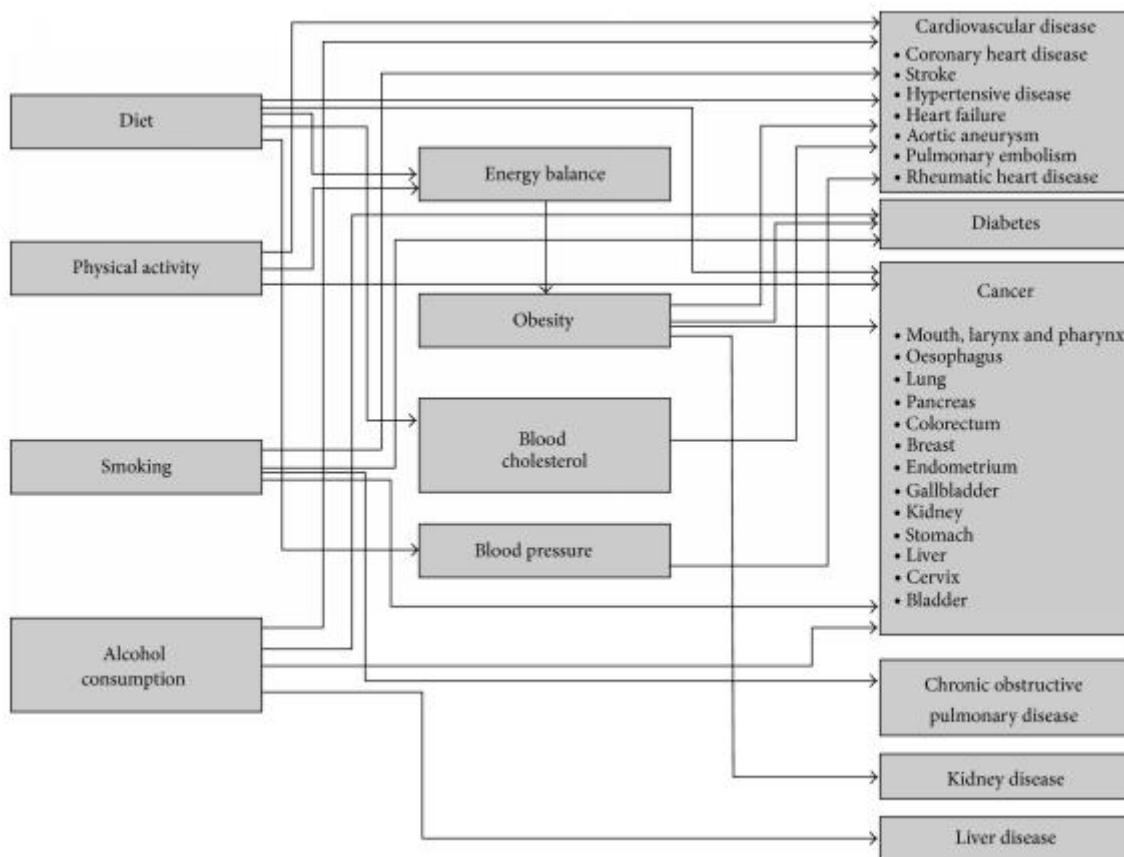 Diet
Physical activity
Smoking
Alcohol
consumption
Energy balance
Obesity
Blood
cholesterol
Blood pressure
Cardiovascular disease
• Coronary heart disease
• Stroke
• Hypertensive disease
• Heart failure
• Aortic aneurysm
• Pulmonary embolism
• Rheumatic heart disease
Diabetes
Cancer
• Mouth, larynx and pharynx
• Oesophagus
• Lung
• Pancreas
• Colorectum
• Breast
• Endometrium
• Gallbladder
• Kidney
• Stomach
• Liver
• Cervix
• Bladder
Chronic obstructive
pulmonary disease
Kidney disease
Liver disease